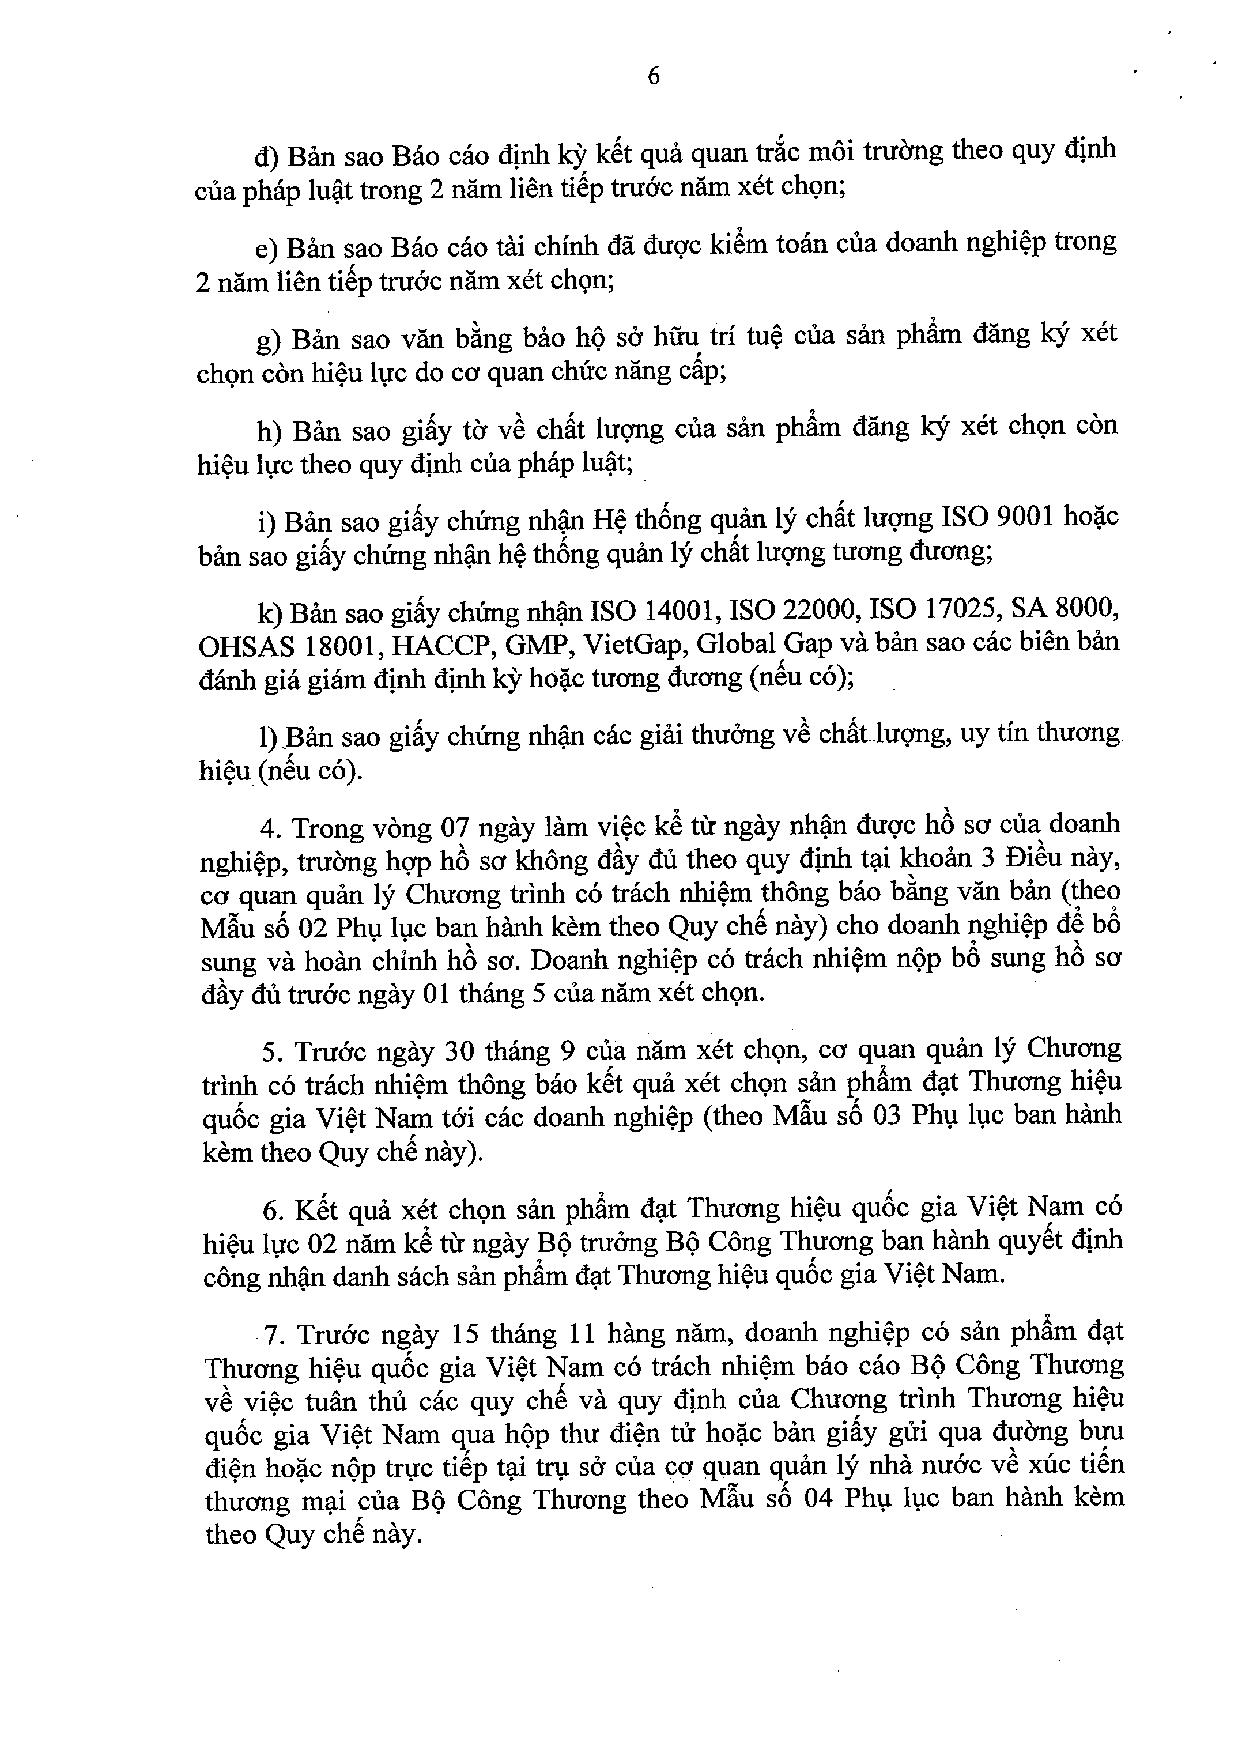 6
đ) Bản sao Báo cáo định kỳ kết quả quan trắc môi trường theo quy định
của pháp luật trong 2 năm liên tiếp trước năm xét chọn;
e) Bản sao Báo cáo tài chính đã được kiểm toán của doanh nghiệp trong
2 năm liên tiếp trước năm xét chọn;
g) Bản sao văn bằng bảo hộ sở hữu trí tuệ của sản phẩm đăng ký xét
chọn còn hiệu lực do cơ quan chức năng cấp;
h) Bản sao giấy tờ về chất lượng của sản phẩm đăng ký xét chọn còn
hiệu lực theo quy định của pháp luật;
i) Bản sao giấy chứng nhận Hệ thống quản lý chất lượng ISO 9001 hoặc
bản sao giấy chứng nhận hệ thống quản lý chất lượng tương đương;
k) Bản sao giấy chứng nhận ISO 14001, ISO 22000, ISO 17025, SA 8000,
OHSAS 18001, HACCP, GMP, VietGap, Global Gap và bản sao các biên bản
đánh giá giám định định kỳ hoặc tương đương (nếu có);
l) Bản sao giấy chứng nhận các giải thưởng về chất lượng, uy tín thương
hiệu (nếu có).
4. Trong vòng 07 ngày làm việc kể từ ngày nhận được hồ sơ của doanh
nghiệp, trường hợp hồ sơ không đầy đủ theo quy định tại khoản 3 Điều này,
cơ quan quản lý Chương trình có trách nhiệm thông báo bằng văn bản (theo
Mẫu số 02 Phụ lục ban hành kèm theo Quy chế này) cho doanh nghiệp để bổ
sung và hoàn chỉnh hồ sơ. Doanh nghiệp có trách nhiệm nộp bổ sung hồ sơ
đầy đủ trước ngày 01 tháng 5 của năm xét chọn.
5. Trước ngày 30 tháng 9 của năm xét chọn, cơ quan quản lý Chương
trình có trách nhiệm thông báo kết quả xét chọn sản phẩm đạt Thương hiệu
quốc gia Việt Nam tới các doanh nghiệp (theo Mẫu số 03 Phụ lục ban hành
kèm theo Quy chế này).
6. Kết quả xét chọn sản phẩm đạt Thương hiệu quốc gia Việt Nam có
hiệu lực 02 năm kể từ ngày Bộ trưởng Bộ Công Thương ban hành quyết định
công nhận danh sách sản phẩm đạt Thương hiệu quốc gia Việt Nam.
7. Trước ngày 15 tháng 11 hàng năm, doanh nghiệp có sản phẩm đạt
Thương hiệu quốc gia Việt Nam có trách nhiệm báo cáo Bộ Công Thương
về việc tuân thủ các quy chế và quy định của Chương trình Thương hiệu
quốc gia Việt Nam qua hộp thư điện tử hoặc bản giấy gửi qua đường bưu
điện hoặc nộp trực tiếp tại trụ sở của cơ quan quản lý nhà nước về xúc tiến
thương mại của Bộ Công Thương theo Mẫu số 04 Phụ lục ban hành kèm
theo Quy chế này.